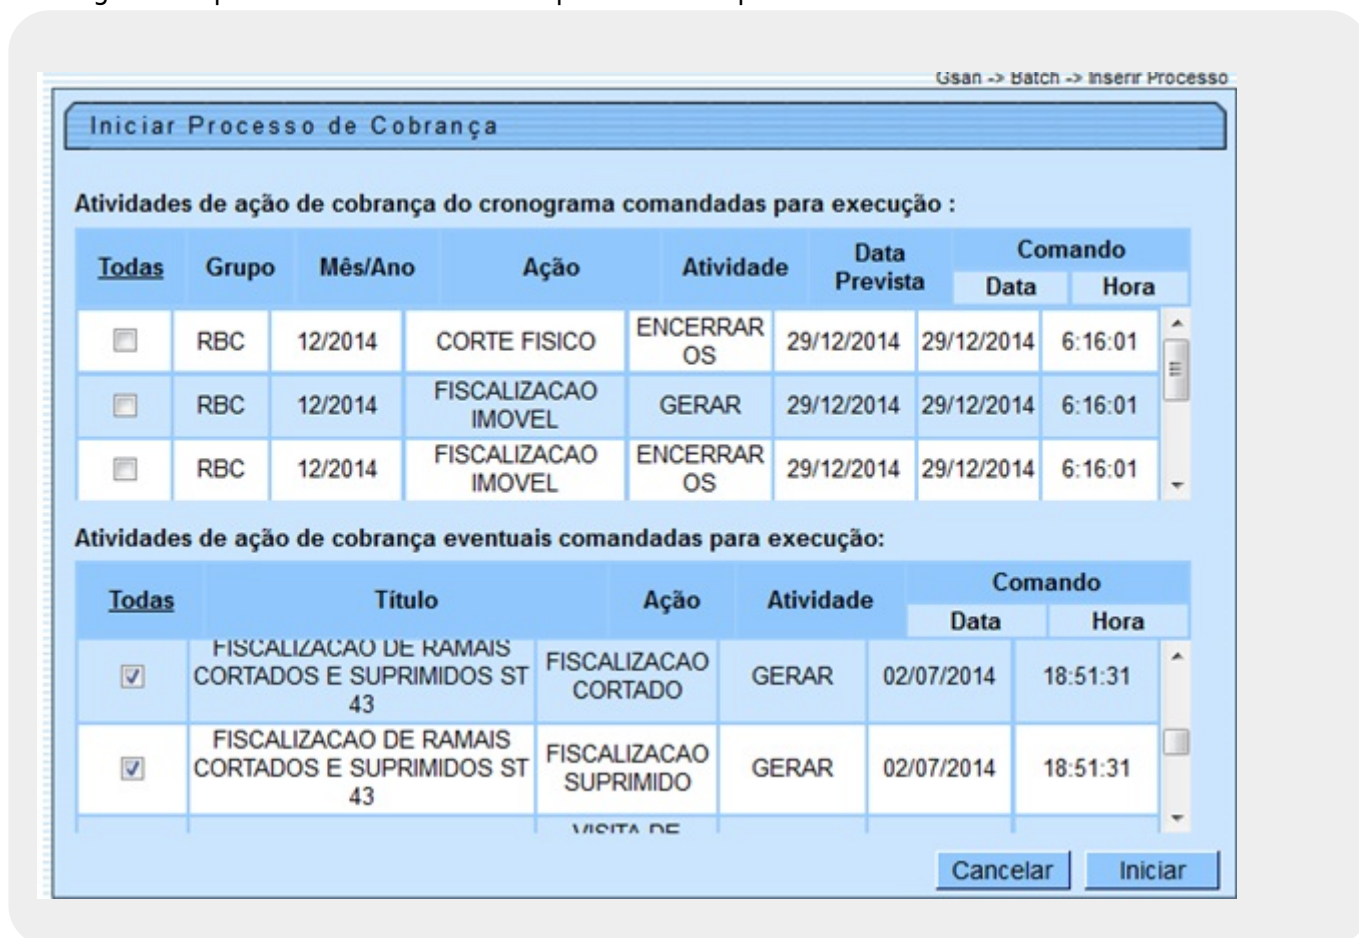 Gsan -> Batch -> Inserir Processo
Iniciar Processo de Cobrança
Atividades de ação de cobrança do cronograma comandadas para execução :
Todas Grupo Mês/Ano Ação Atividade Data Prevista Comando
Data Hora
RBC 12/2014 CORTE FISICO ENCERRAR OS 29/12/2014 29/12/2014 6:16:01
RBC 12/2014 FISCALIZACAO IMOVEL GERAR 29/12/2014 29/12/2014 6:16:01
RBC 12/2014 FISCALIZACAO IMOVEL ENCERRAR OS 29/12/2014 29/12/2014 6:16:01
Atividades de ação de cobrança eventuais comandadas para execução:
Todas Título Ação Atividade Comando
Data Hora
FISCALIZACAO DE RAMAIS CORTADOS E SUPRIMIDOS ST 43 FISCALIZACAO CORTADO GERAR 02/07/2014 18:51:31
FISCALIZACAO DE RAMAIS CORTADOS E SUPRIMIDOS ST 43 FISCALIZACAO SUPRIMIDO GERAR 02/07/2014 18:51:31
VISITA DE
Cancelar Iniciar